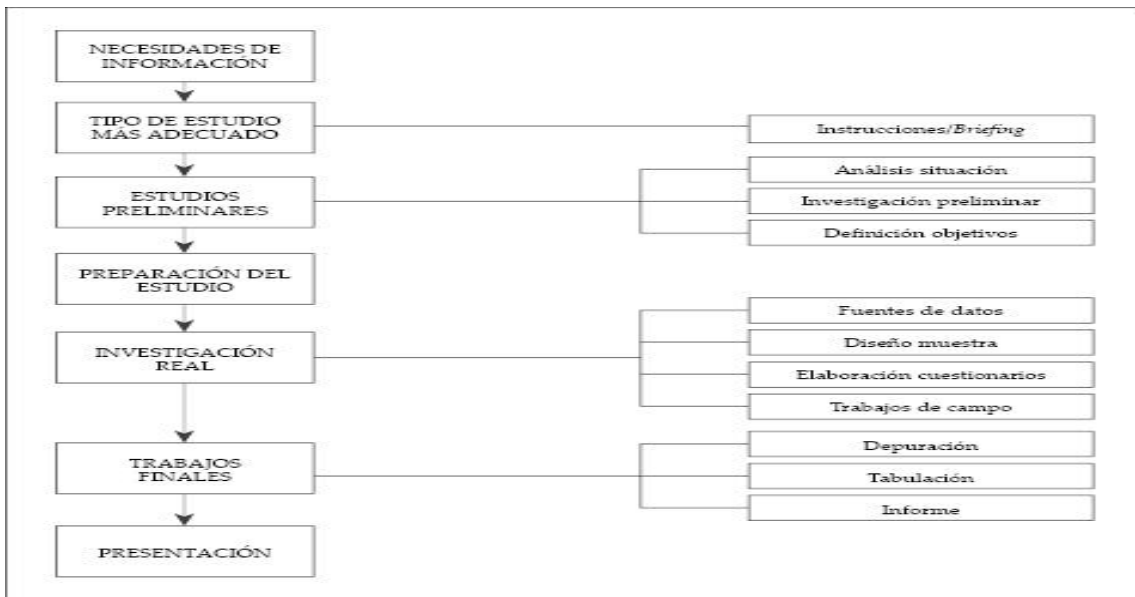 NECESIDADES DE
INFORMACIÓN
TIPO DE ESTUDIO
MÁS ADECUADO
Instrucciones/Briefing
ESTUDIOS
PRELIMINARES
Análisis situación
Investigación preliminar
Definición objetivos
PREPARACIÓN DEL
ESTUDIO
INVESTIGACIÓN
REAL
Fuentes de datos
Diseño muestra
Elaboración cuestionarios
Trabajos de campo
TRABAJOS
FINALES
Depuración
Tabulación
Informe
PRESENTACIÓN